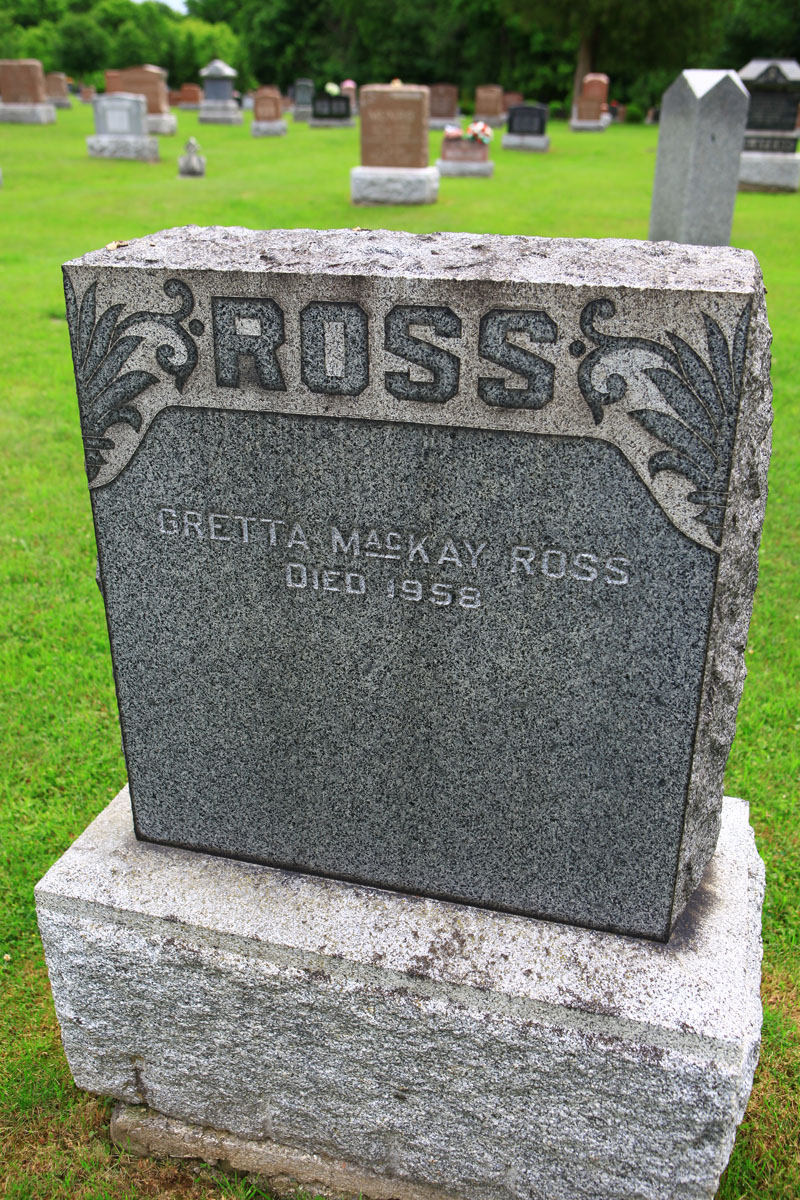 ROSS
GRETTA MACKAY ROSS
DIED 1958